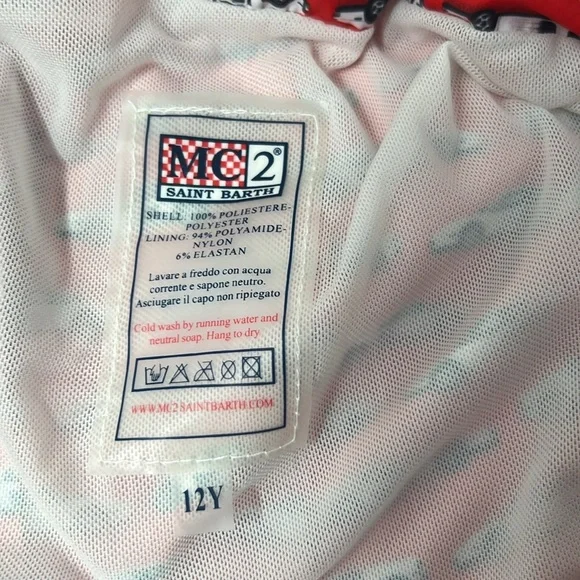 MC2®
SAINT BARTH
SHELL: 100% POLIESTERE-
POLYESTER
LINING: 94% POLYAMIDE-
NYLON
6% ELASTAN
Lavare a freddo con acqua
corrente e sapone neutro.
Asciugare il capo non ripiegato
Cold wash by running water and
neutral soap. Hang to dry
WWW.MC2SAINTBARTH.COM
12Y